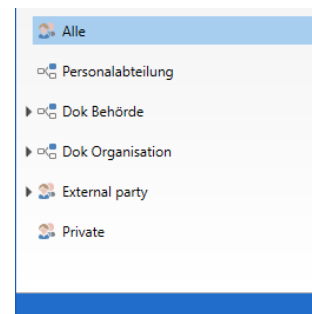 Alle
Personalabteilung
Dok Behörde
Dok Organisation
External party
Private